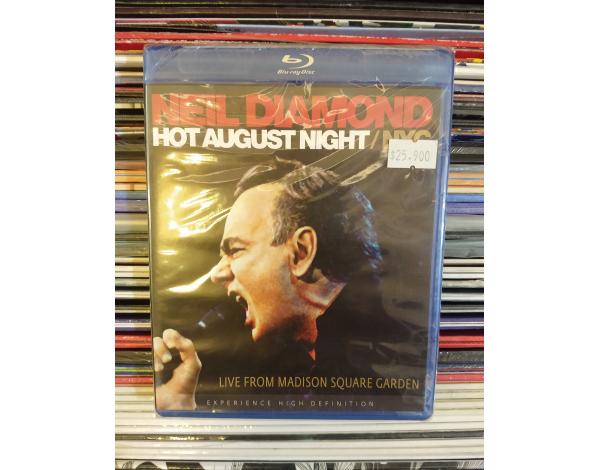 Blu-ray Disc
NEIL DIAMOND
HOT AUGUST NIGHT / NYC
$25.900
LIVE FROM MADISON SQUARE GARDEN
EXPERIENCE HIGH DEFINITION